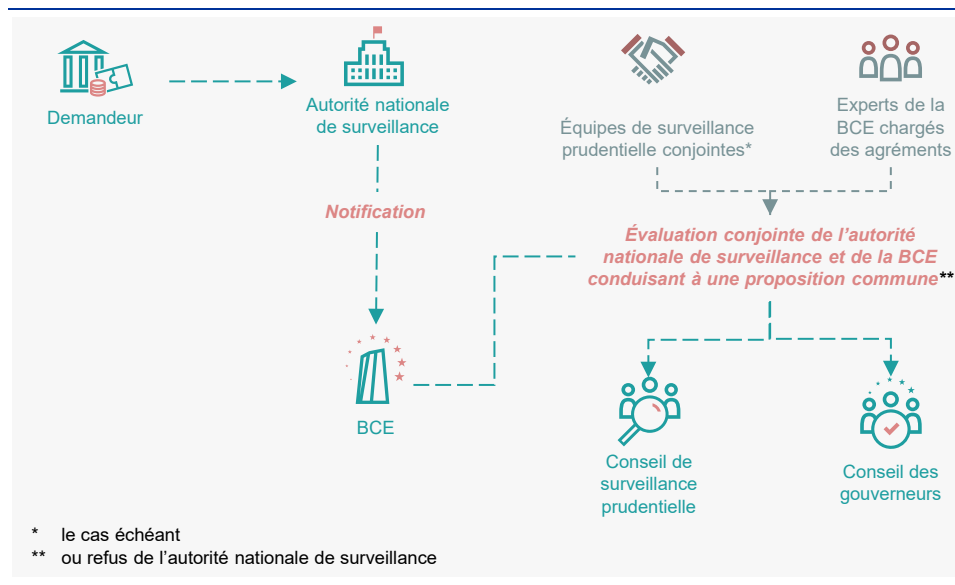 Demandeur
Autorité nationale
de surveillance
Équipes de surveillance
prudentielle conjointes*
Experts de la
BCE chargés
des agréments
Notification
Évaluation conjointe de l’autorité
nationale de surveillance et de la BCE
conduisant à une proposition commune**
BCE
Conseil de
surveillance
prudentielle
Conseil des
gouverneurs
* le cas échéant
** ou refus de l’autorité nationale de surveillance